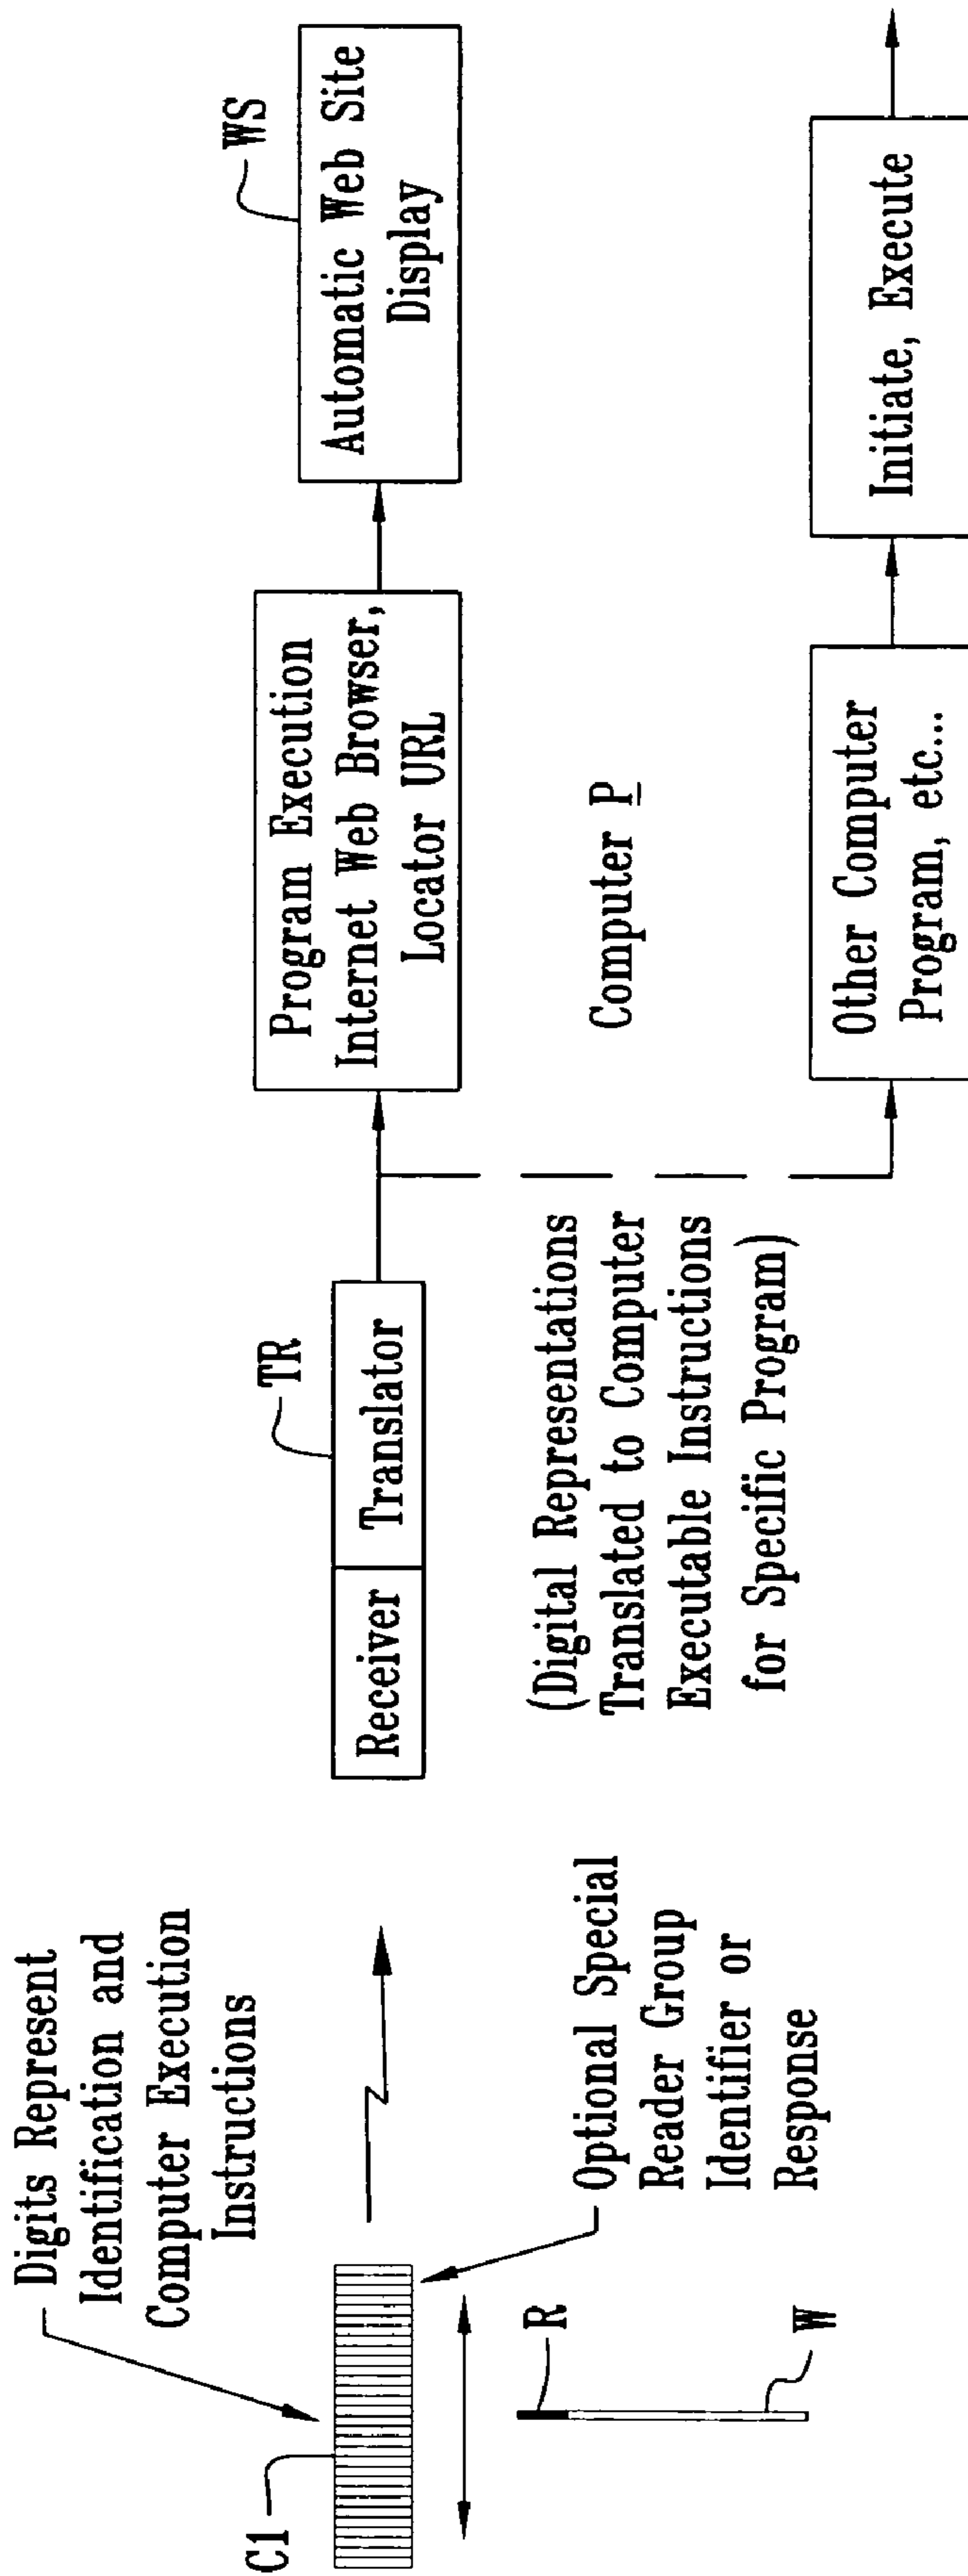 Digits Represent
Identification and
Computer Execution
Instructions
C1
R
W
Optional Special
Reader Group
Identifier or
Response
TR
Receiver
Translator
(Digital Representations
Translated to Computer
Executable Instructions
for Specific Program)
Program Execution
Internet Web Browser,
Locator URL
WS
Automatic Web Site
Display
Computer P
Other Computer
Program, etc...
Initiate, Execute